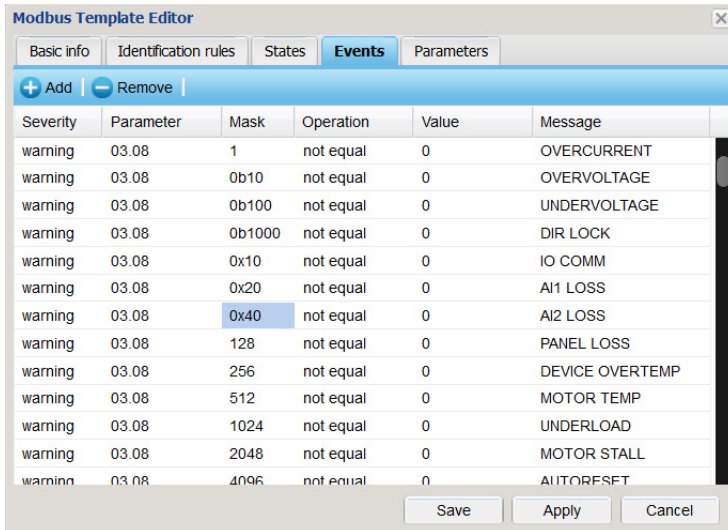 Modbus Template Editor
Basic info Identification rules States Events Parameters
Add Remove
Severity Parameter Mask Operation Value Message
warning 03.08 1 not equal 0 OVERCURRENT
warning 03.08 0b10 not equal 0 OVERVOLTAGE
warning 03.08 0b100 not equal 0 UNDERVOLTAGE
warning 03.08 0b1000 not equal 0 DIR LOCK
warning 03.08 0x10 not equal 0 IO COMM
warning 03.08 0x20 not equal 0 AI1 LOSS
warning 03.08 0x40 not equal 0 AI2 LOSS
warning 03.08 128 not equal 0 PANEL LOSS
warning 03.08 256 not equal 0 DEVICE OVERTEMP
warning 03.08 512 not equal 0 MOTOR TEMP
warning 03.08 1024 not equal 0 UNDERLOAD
warning 03.08 2048 not equal 0 MOTOR STALL
warning 03.08 4096 not equal 0 AUTORESET
Save Apply Cancel